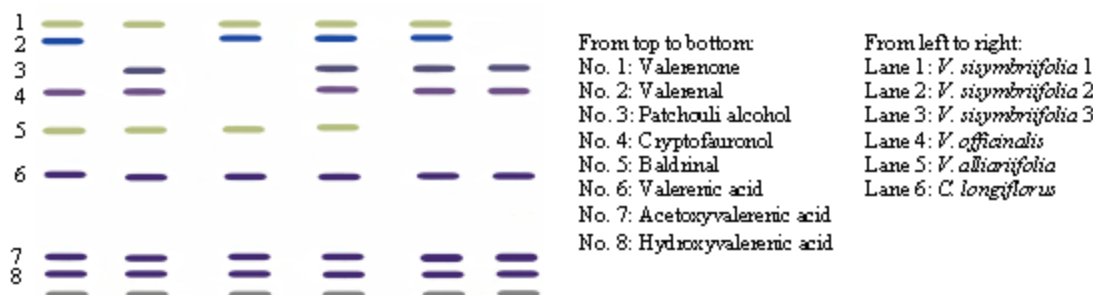 1
2
3
4
5
6
7
8
From top to bottom:
No. 1: Valerenone
No. 2: Valerenal
No. 3: Patchouli alcohol
No. 4: Cryptofauronol
No. 5: Baldrinal
No. 6: Valerenic acid
No. 7: Acetoxyvalerenic acid
No. 8: Hydroxyvalerenic acid
From left to right:
Lane 1: V. sisymbriifolia 1
Lane 2: V. sisymbriifolia 2
Lane 3: V. sisymbriifolia 3
Lane 4: V. officinalis
Lane 5: V. alliariifolia
Lane 6: C. longiflorus